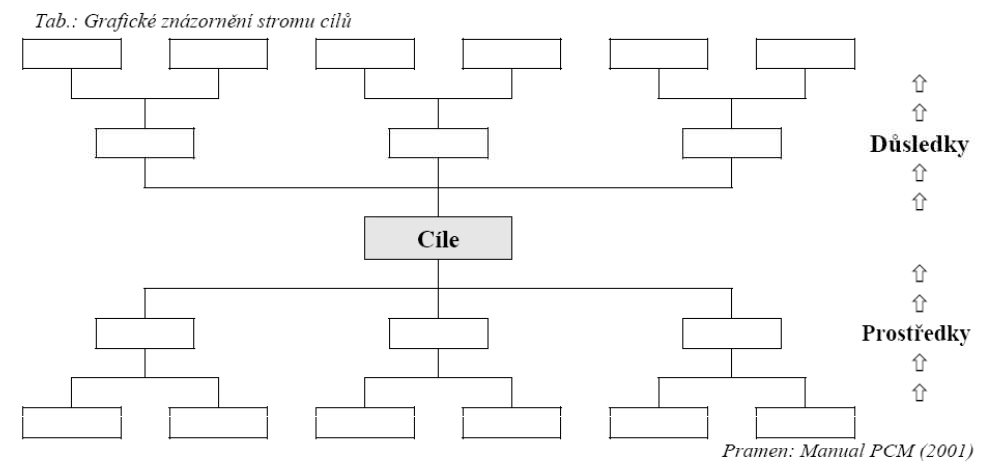 Tab.: Grafické znázornění stromu cílů
Důsledky
Cíle
Prostředky
Pramen: Manual PCM (2001)